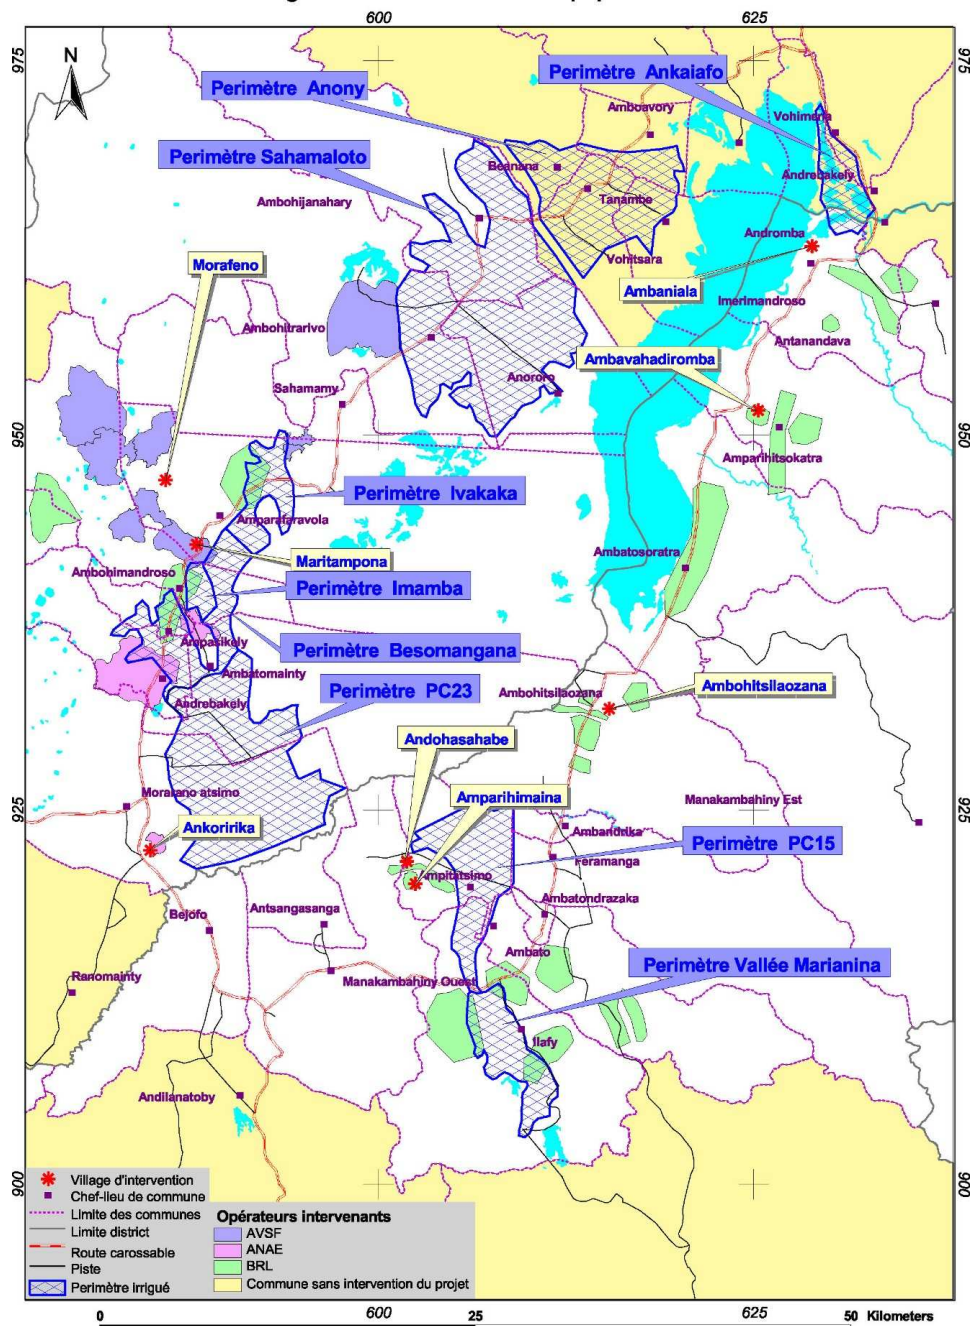 600
625
975
975
N
Perimètre Ankaiafo
Perimètre Anony
Amboavory
Vohimena
Perimètre Sahamaloto
Beanana
Andrebakely
Ambohijanahary
Tanambe
Andromba
Vohitsara
Morafeno
Ambaniala
Imerimandroso
Ambohitrarivo
Antanandava
Ambavahadiromba
Sahamamy
Anororo
950
950
Amparihitsokatra
Perimètre Ivakaka
Amparafaravola
Maritampona
Ambatosoratra
Ambohimandroso
Perimètre Imamba
Ampasikely
Perimètre Besomangana
Ambatomainty
Perimètre PC23
Ambohitsilaozana
Ambohitsilaozana
Andrebakely
Andohasahabe
Morarano atsimo
Amparihimaina
Manakambahiny Est
925
925
Ankoririka
Ambandrika
Perimètre PC15
Feramanga
mpitatsimo
Ambatondrazaka
Antsangasanga
Bejofo
Ambato
Perimètre Vallée Marianina
Ranomainty
Manakambahiny Ouest
Ilafy
Andilanatoby
900
900
Village d'intervention
Chef-lieu de commune
Limite des communes
Limite district
Route carossable
Piste
Perimètre irrigué
Opérateurs intervenants
AVSF
ANAE
BRL
Commune sans intervention du projet
600
625
0
25
50 Kilometers